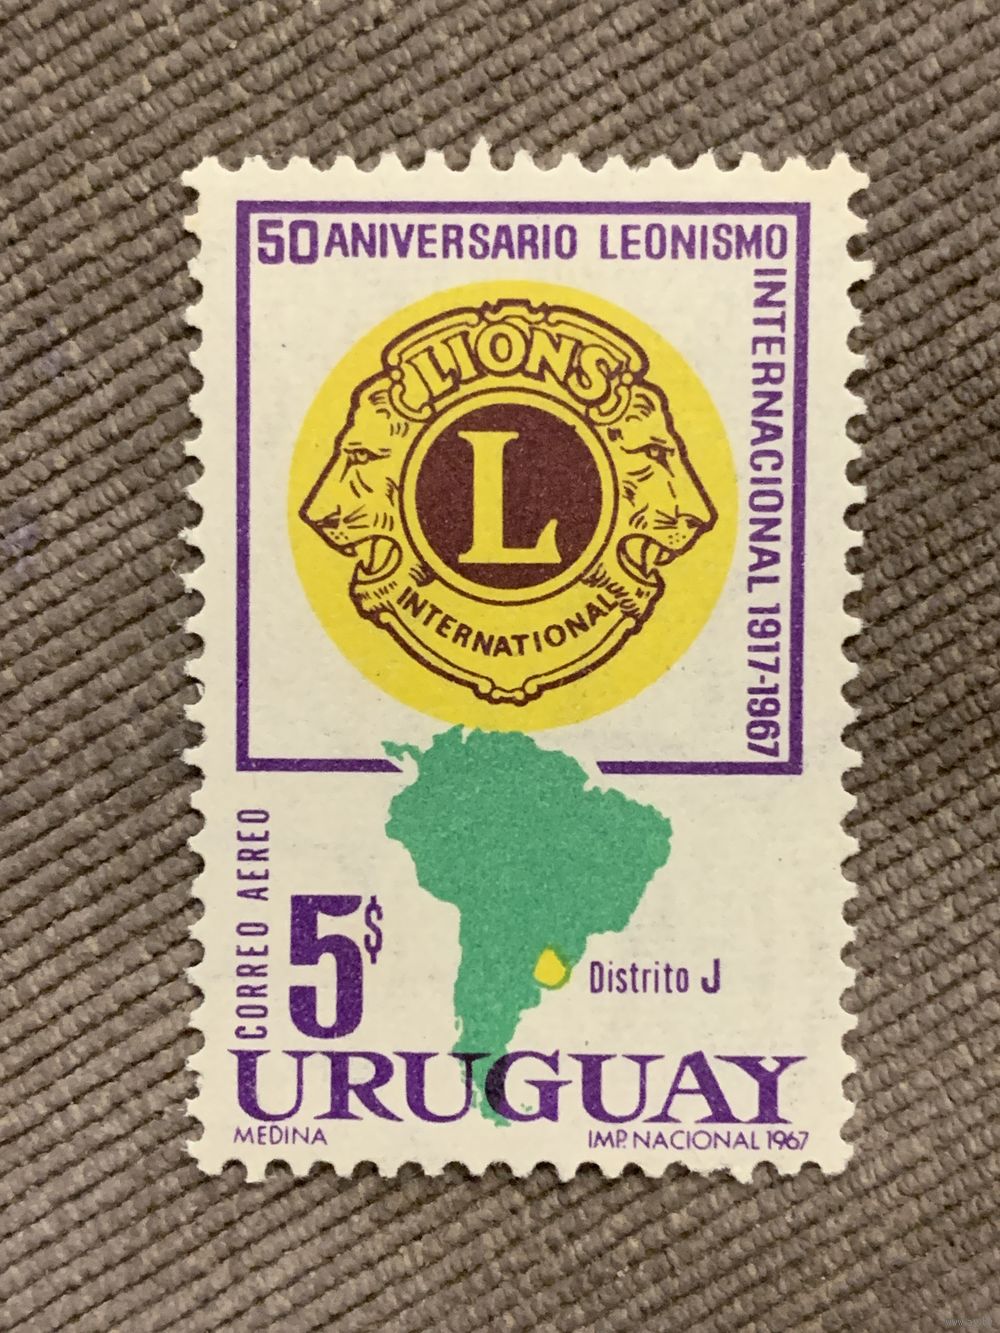 50 ANIVERSARIO LEONISMO
INTERNACIONAL 1917-1967
LIONS
L
INTERNATIONAL
CORREO AEREO
5$
Distrito J
URUGUAY
MEDINA
IMP. NACIONAL 1967